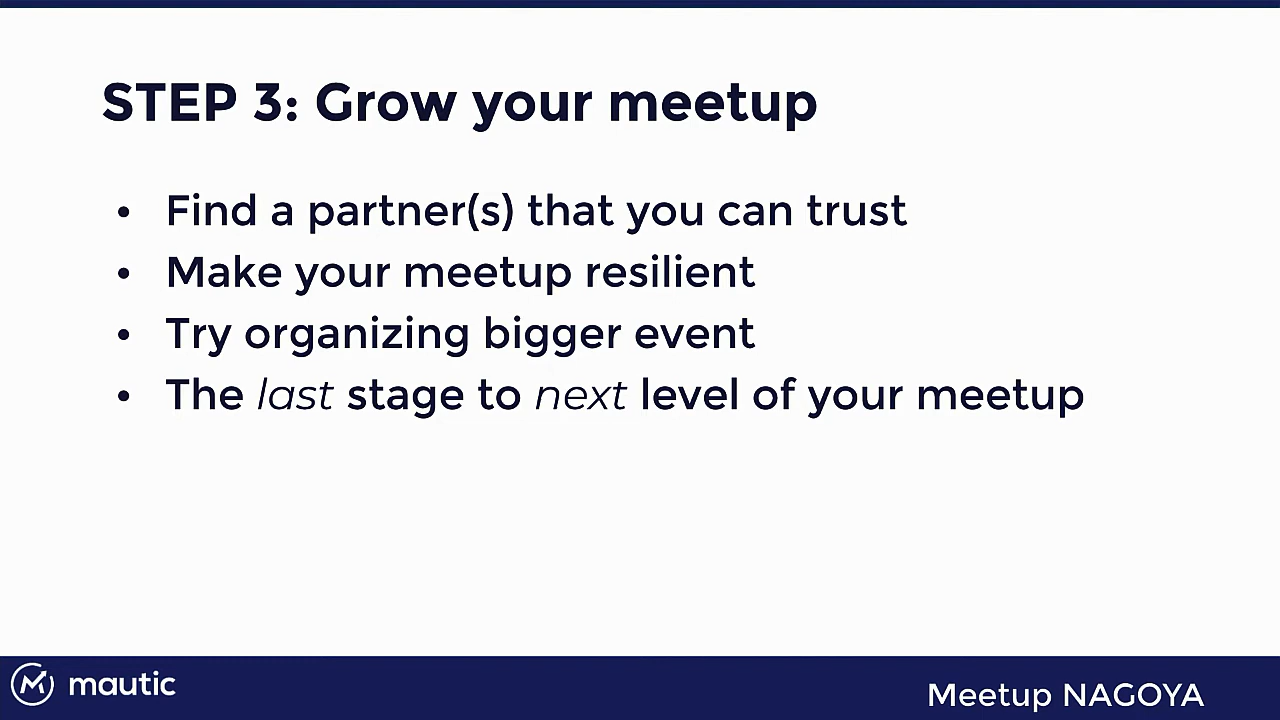 STEP 3: Grow your meetup
• Find a partner(s) that you can trust
• Make your meetup resilient
• Try organizing bigger event
• The last stage to next level of your meetup
mautic
Meetup NAGOYA